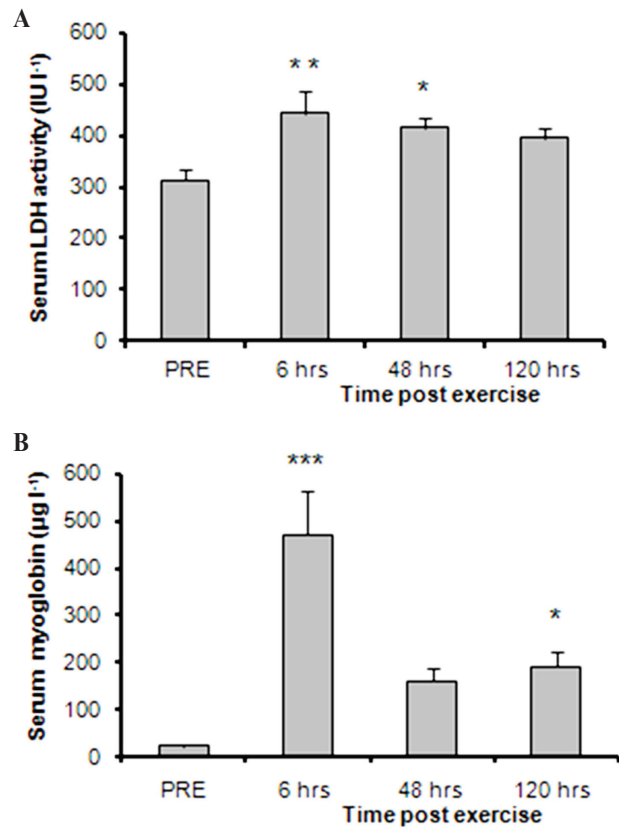 A
Serum LDH activity (IU l-1)
600
500
400
300
200
100
0
** 
*
PRE 6 hrs 48 hrs 120 hrs
Time post exercise
B
Serum myoglobin (µg l-1)
600
500
400
300
200
100
0
***
*
PRE 6 hrs 48 hrs 120 hrs
Time post exercise